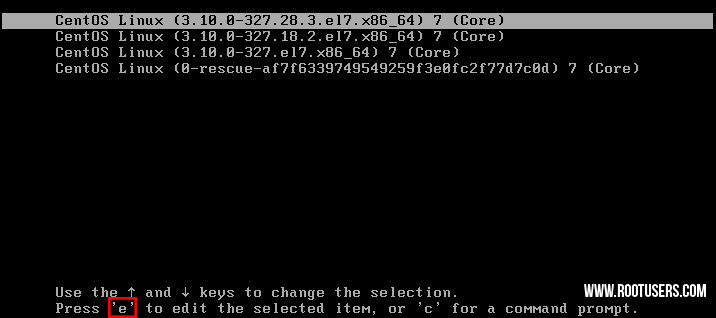 CentOS Linux (3.10.0-327.28.3.el7.x86_64) 7 (Core)
CentOS Linux (3.10.0-327.18.2.el7.x86_64) 7 (Core)
CentOS Linux (3.10.0-327.el7.x86_64) 7 (Core)
CentOS Linux (0-rescue-af7f6339749549259f3e0fc2f77d7c0d) 7 (Core)
Use the ↑ and ↓ keys to change the selection.
Press 'e' to edit the selected item, or 'c' for a command prompt.
WWW.ROOTUSERS.COM